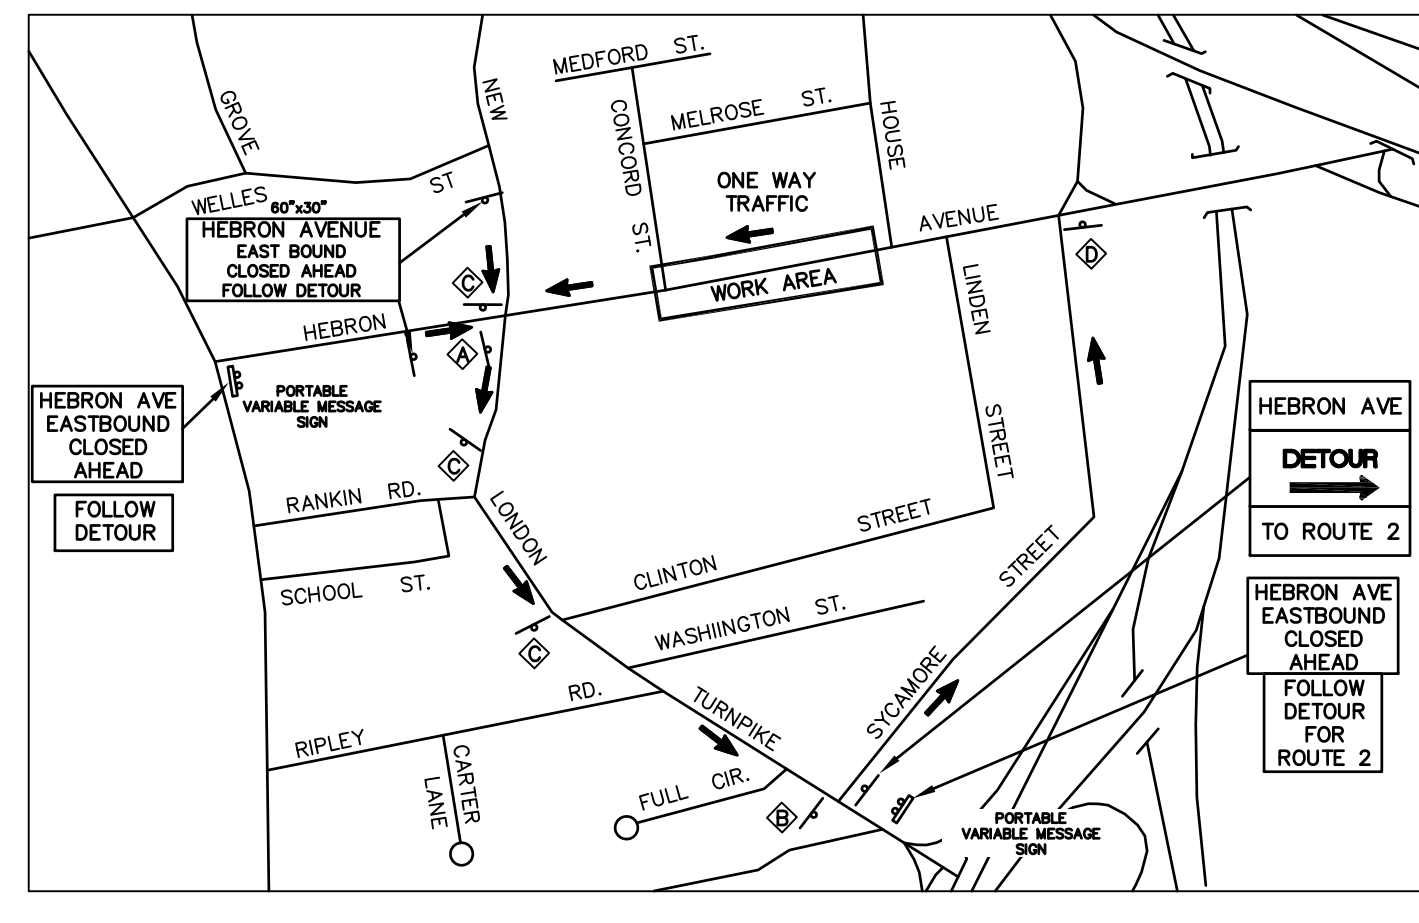 MEDFORD ST.
NEW
GROVE
CONCORD ST.
MELROSE ST.
HOUSE
WELLES ST
60"x30"
HEBRON AVENUE
EAST BOUND
CLOSED AHEAD
FOLLOW DETOUR
ONE WAY
TRAFFIC
AVENUE
D
C
WORK AREA
HEBRON
LINDEN STREET
A
PORTABLE
VARIABLE MESSAGE
SIGN
HEBRON AVE
EASTBOUND
CLOSED
AHEAD
FOLLOW
DETOUR
C
HEBRON AVE
DETOUR
TO ROUTE 2
RANKIN RD.
LONDON
CLINTON STREET
SCHOOL ST.
WASHIINGTON ST.
C
SYCAMORE STREET
HEBRON AVE
EASTBOUND
CLOSED
AHEAD
FOLLOW
DETOUR
FOR
ROUTE 2
RIPLEY RD.
TURNPIKE
CARTER
LANE
FULL CIR.
B
PORTABLE
VARIABLE MESSAGE
SIGN